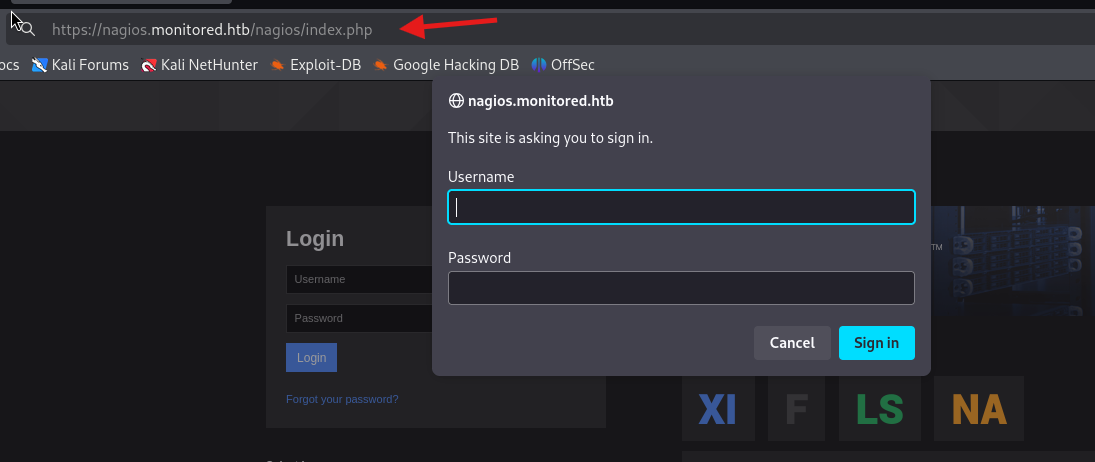 https://nagios.monitored.htb/nagios/index.php
ocs Kali Forums Kali NetHunter Exploit-DB Google Hacking DB OffSec
nagios.monitored.htb
This site is asking you to sign in.
Username
Password
Cancel Sign in
Login
Username
Password
Login
Forgot your password?
™
XI F LS NA